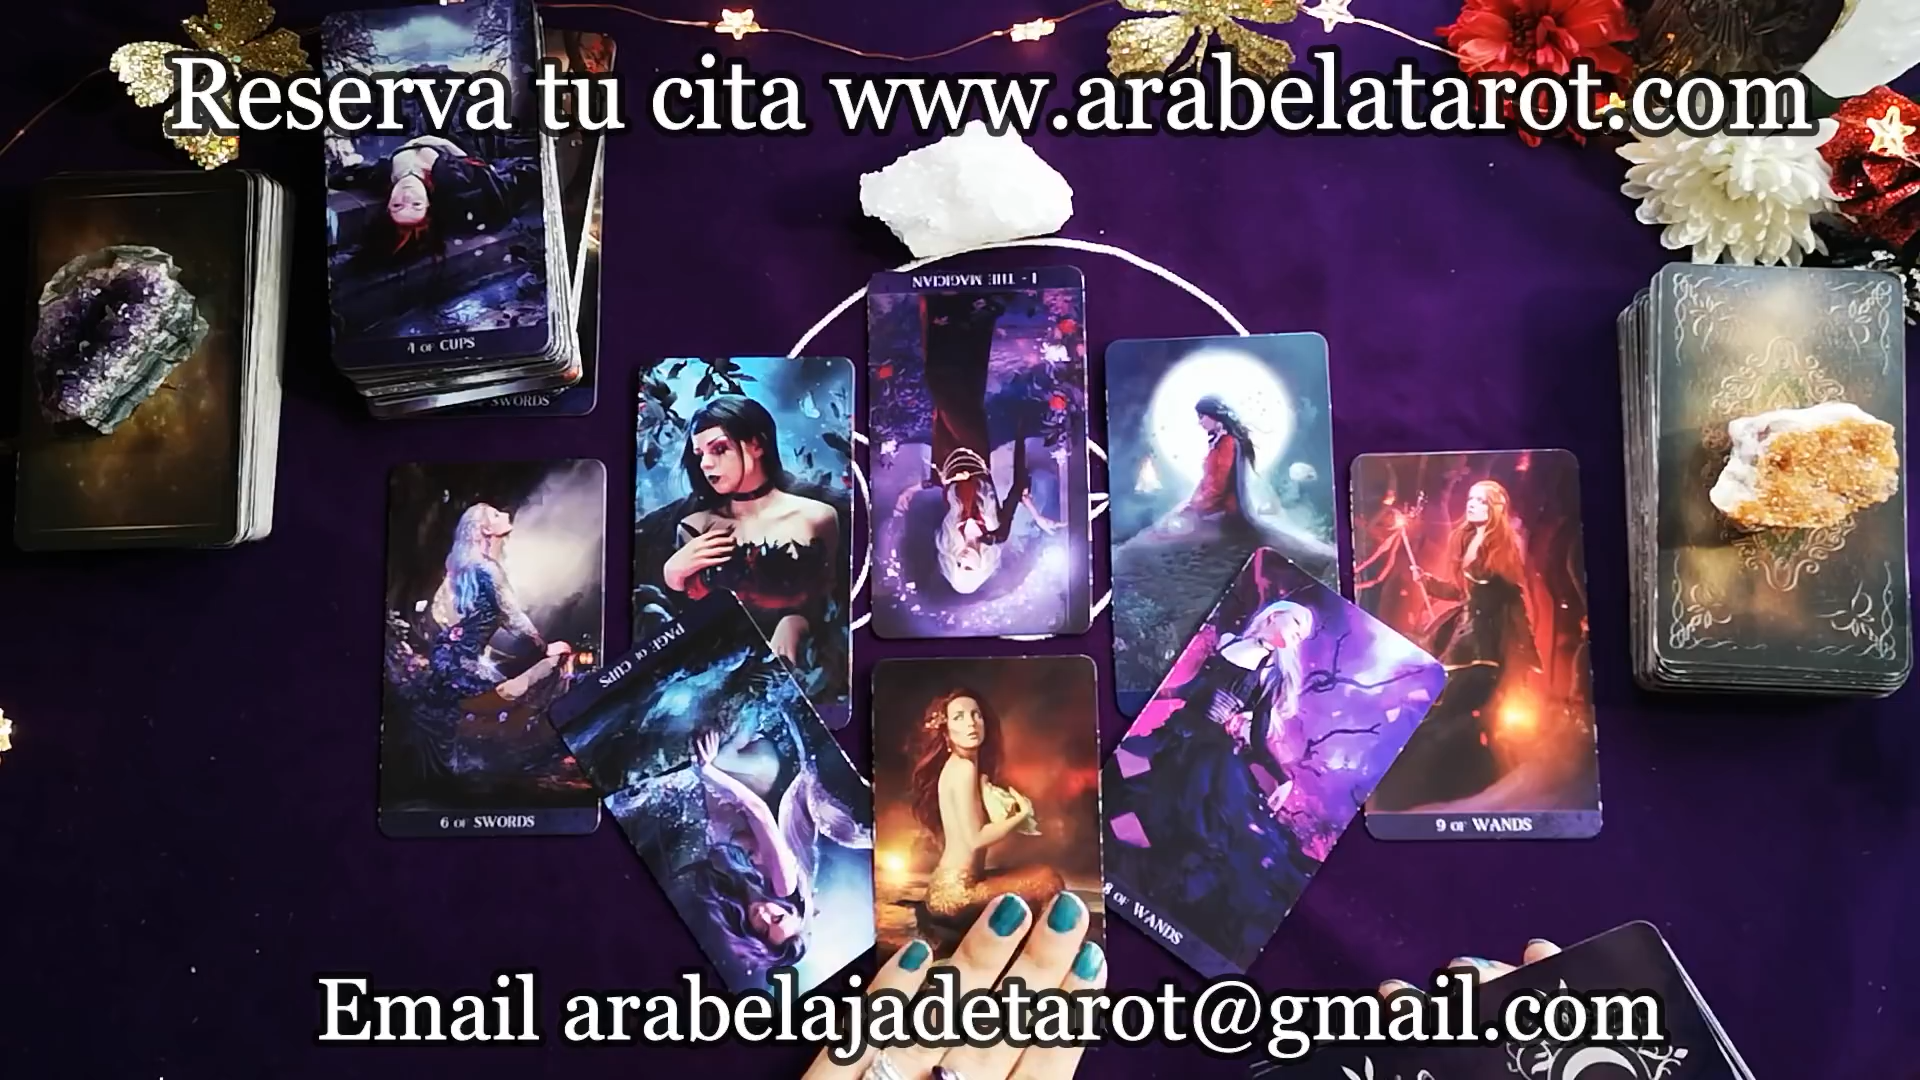 Reserva tu cita www.arabelatarot.com
4 OF CUPS
SWORDS
I - THE MAGICIAN
PAGE OF CUPS
6 OF SWORDS
9 OF WANDS
8 OF WANDS
Email arabelajadetarot@gmail.com